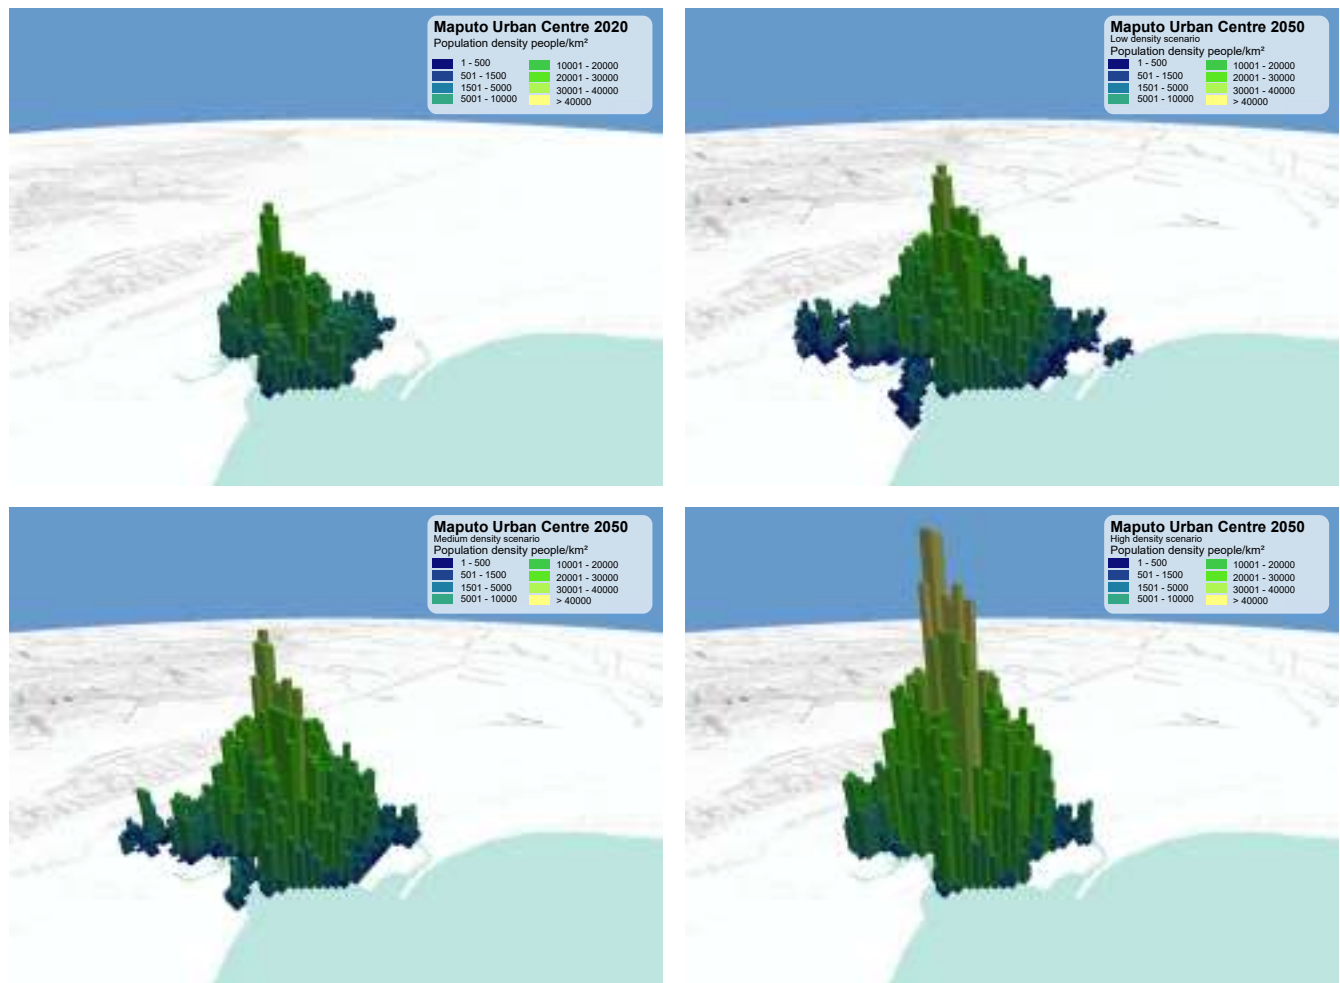 Maputo Urban Centre 2020
Population density people/km²
1 - 500
501 - 1500
1501 - 5000
5001 - 10000
10001 - 20000
20001 - 30000
30001 - 40000
> 40000
Maputo Urban Centre 2050
Low density scenario
Population density people/km²
1 - 500
501 - 1500
1501 - 5000
5001 - 10000
10001 - 20000
20001 - 30000
30001 - 40000
> 40000
Maputo Urban Centre 2050
Medium density scenario
Population density people/km²
1 - 500
501 - 1500
1501 - 5000
5001 - 10000
10001 - 20000
20001 - 30000
30001 - 40000
> 40000
Maputo Urban Centre 2050
High density scenario
Population density people/km²
1 - 500
501 - 1500
1501 - 5000
5001 - 10000
10001 - 20000
20001 - 30000
30001 - 40000
> 40000